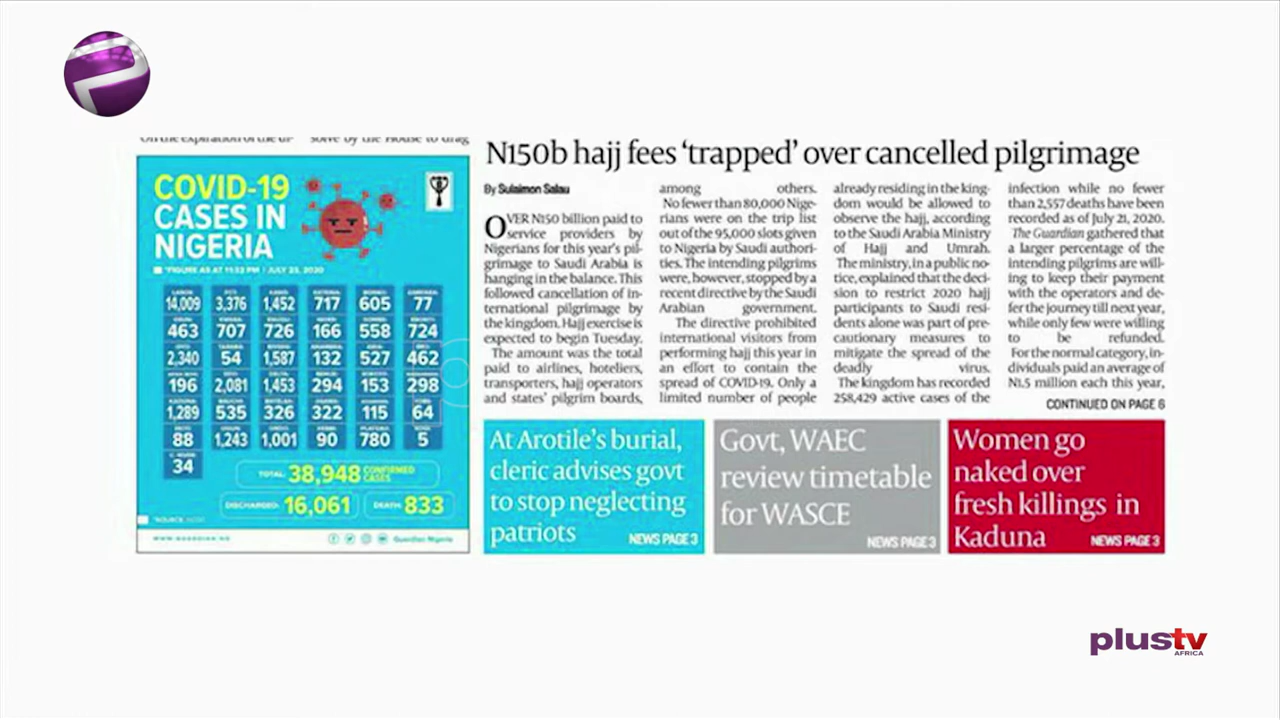 COVID-19
CASES IN
NIGERIA
*FIGURE AS AT 11:53 PM | JULY 23, 2020
14,009 3,376 1,452 717 605 77
463 707 726 166 558 724
2,340 54 1,587 132 527 462
196 2,081 1,453 294 153 298
1,289 535 326 322 115 64
88 1,243 1,001 90 780 5
34
TOTAL: 38,948 CONFIRMED CASES
DISCHARGED: 16,061 DEATH: 833
Guardian Nigeria
N150b hajj fees ‘trapped’ over cancelled pilgrimage
By Sulaimon Salau
OVER N150 billion paid to
service providers by
Nigerians for this year's pil-
grimage to Saudi Arabia is
hanging in the balance. This
followed cancellation of in-
ternational pilgrimage by
the kingdom. Hajj exercise is
expected to begin Tuesday.
The amount was the total
paid to airlines, hoteliers,
transporters, hajj operators
and states' pilgrim boards,
among others.
No fewer than 80,000 Nige-
rians were on the trip list
out of the 95,000 slots given
to Nigeria by Saudi authori-
ties. The intending pilgrims
were, however, stopped by a
recent directive by the Saudi
Arabian government.
The directive prohibited
international visitors from
performing hajj this year in
an effort to contain the
spread of COVID-19. Only a
limited number of people
already residing in the king-
dom would be allowed to
observe the hajj, according
to the Saudi Arabia Ministry
of Hajj and Umrah.
The ministry, in a public no-
tice, explained that the deci-
sion to restrict 2020 hajj
participants to Saudi resi-
dents alone was part of pre-
cautionary measures to
mitigate the spread of the
deadly virus.
The kingdom has recorded
258,429 active cases of the
infection while no fewer
than 2,557 deaths have been
recorded as of July 21, 2020.
The Guardian gathered that
a larger percentage of the
intending pilgrims are will-
ing to keep their payment
with the operators and de-
fer the journey till next year,
while only few were willing
to be refunded.
For the normal category, in-
dividuals paid an average of
N1.5 million each this year,
CONTINUED ON PAGE 6
At Arotile's burial,
cleric advises govt
to stop neglecting
patriots NEWS PAGE 3
Govt, WAEC
review timetable
for WASCE
NEWS PAGE 3
Women go
naked over
fresh killings in
Kaduna NEWS PAGE 3
plustv
AFRICA